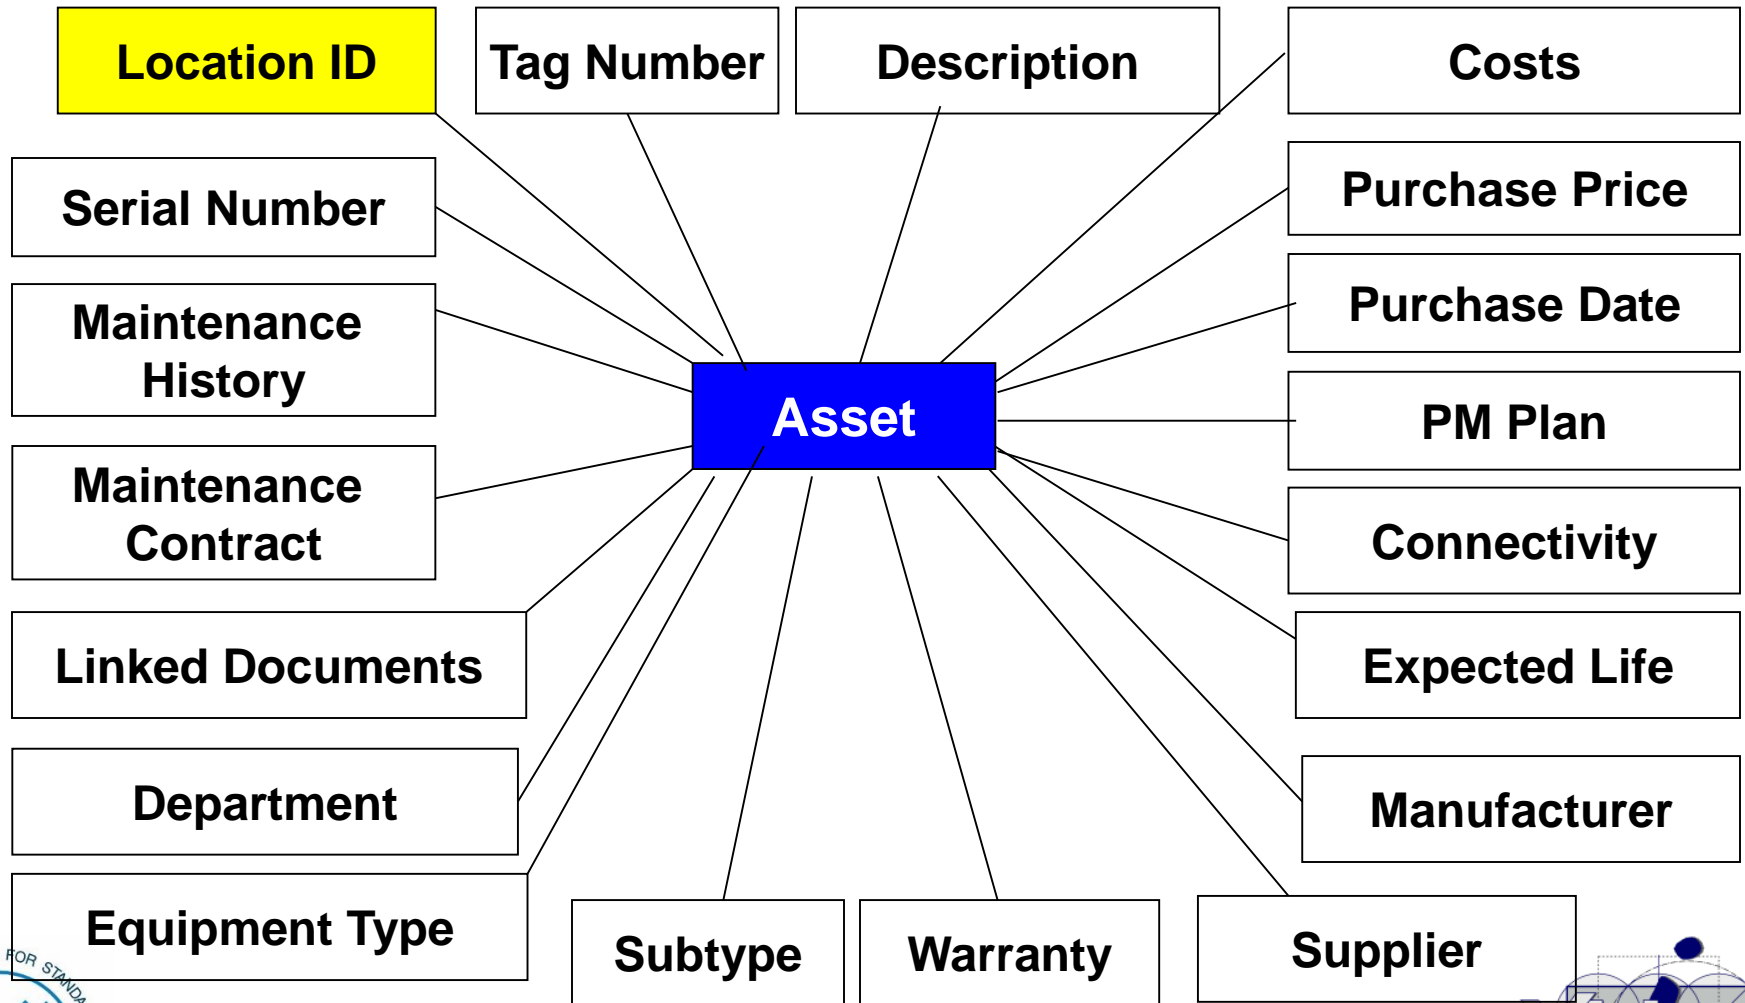 Location ID
Tag Number
Description
Costs
Serial Number
Purchase Price
Maintenance
History
Purchase Date
Asset
PM Plan
Maintenance
Contract
Connectivity
Linked Documents
Expected Life
Department
Manufacturer
Equipment Type
Subtype
Warranty
Supplier
FOR